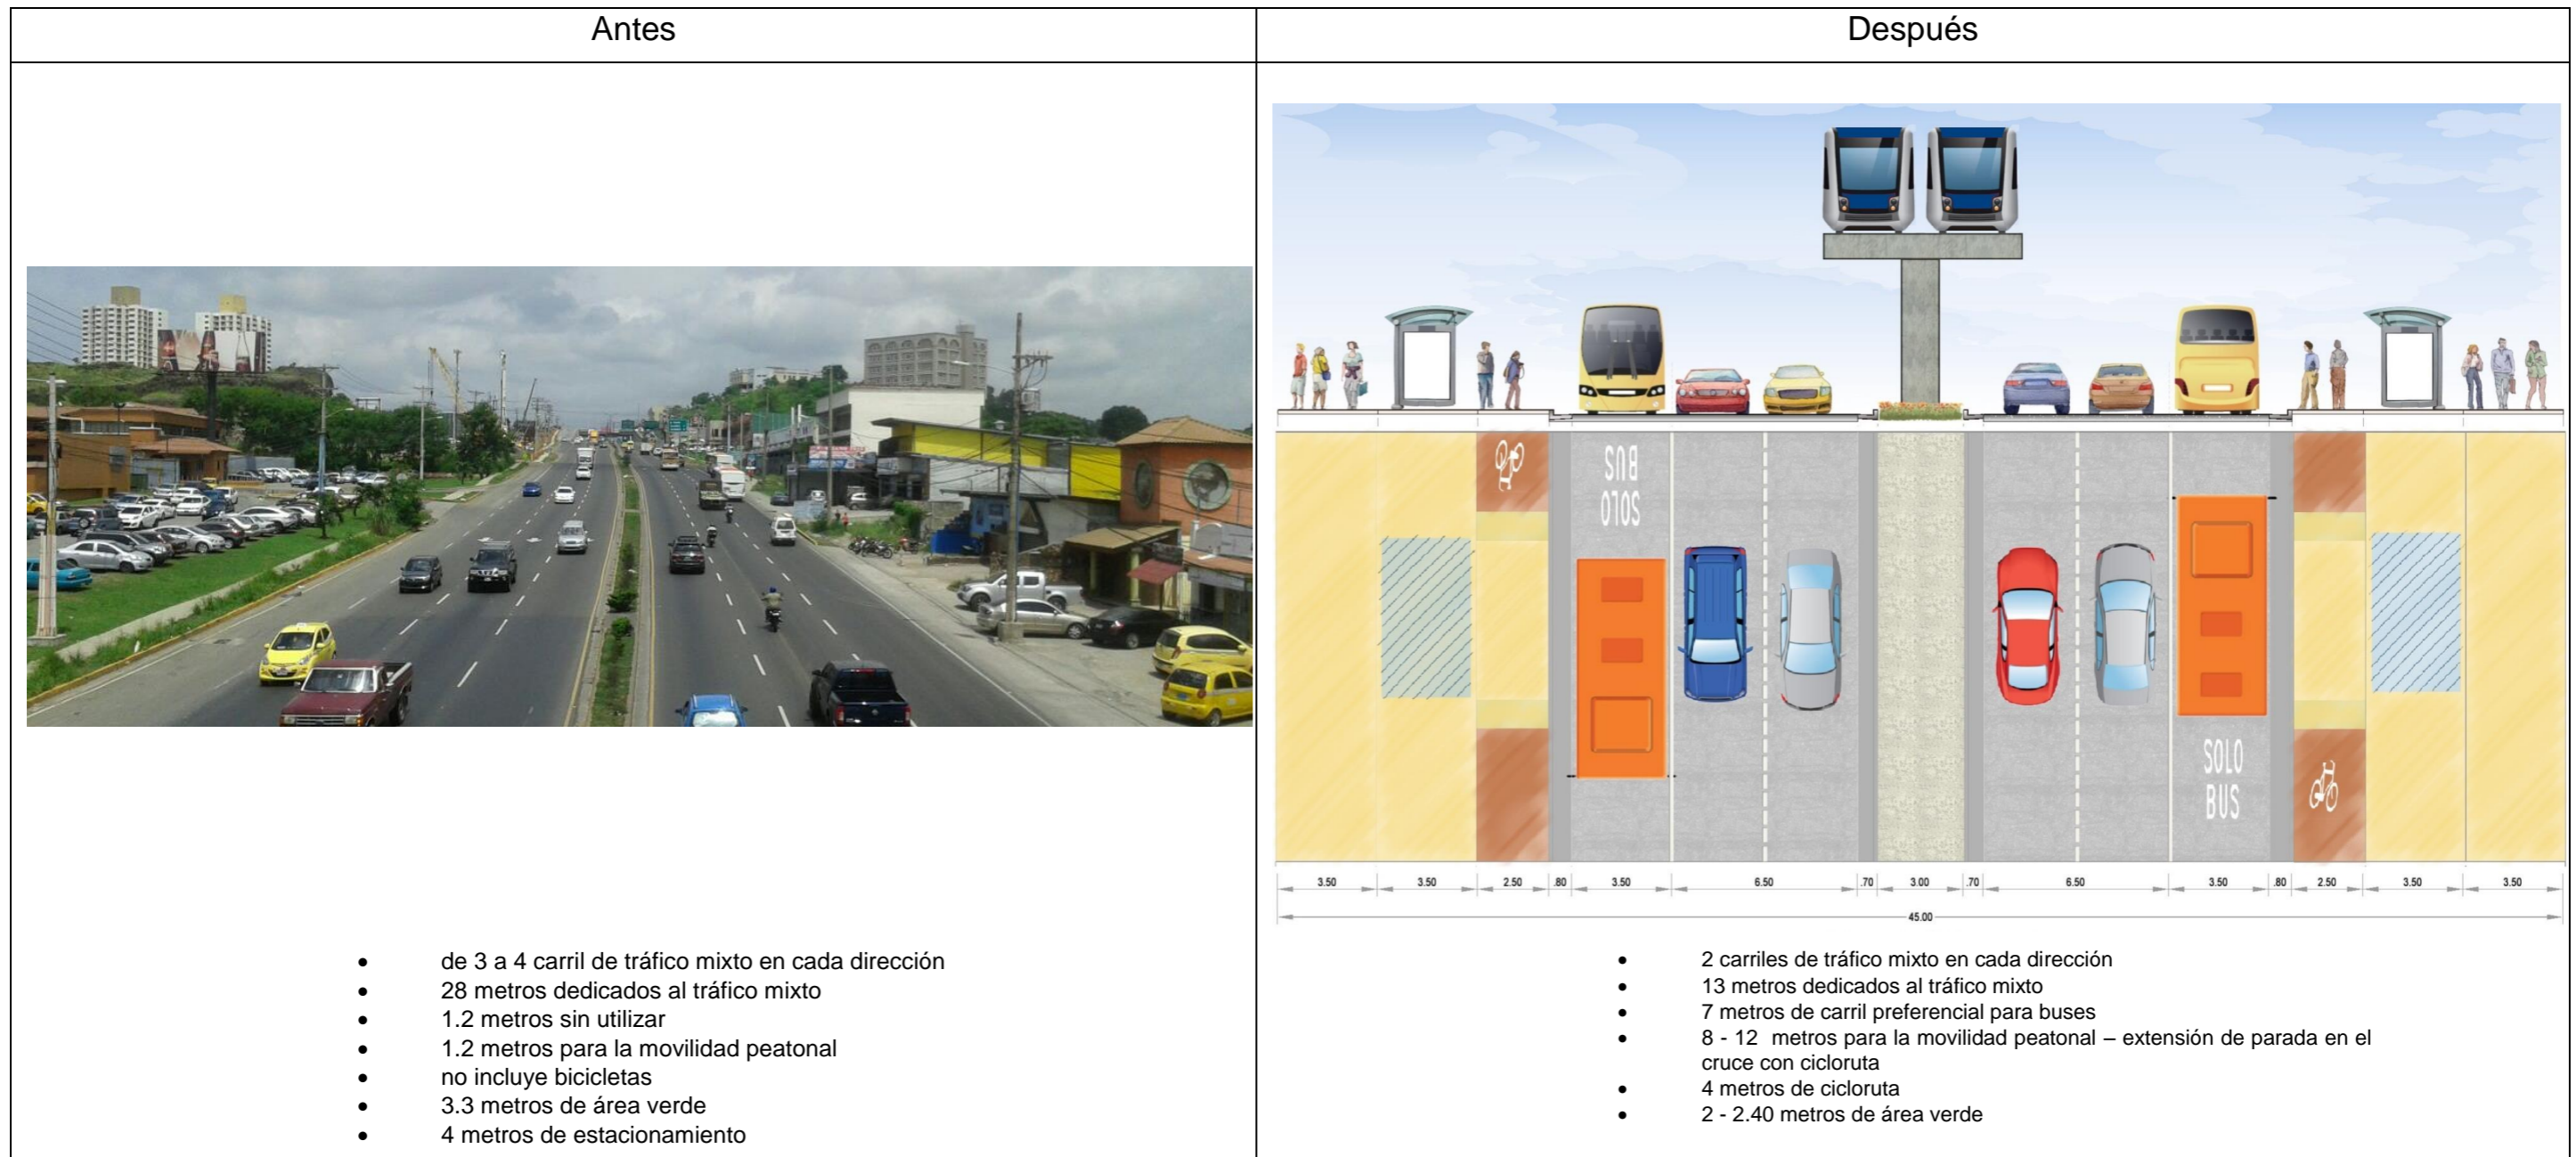 Antes
Después
SOLO
BUS
SOLO
BUS
3.50 3.50 2.50 .80 3.50 6.50 .70 3.00 .70 6.50 3.50 .80 2.50 3.50 3.50
45.00
• de 3 a 4 carril de tráfico mixto en cada dirección
• 28 metros dedicados al tráfico mixto
• 1.2 metros sin utilizar
• 1.2 metros para la movilidad peatonal
• no incluye bicicletas
• 3.3 metros de área verde
• 4 metros de estacionamiento
• 2 carriles de tráfico mixto en cada dirección
• 13 metros dedicados al tráfico mixto
• 7 metros de carril preferencial para buses
• 8 - 12 metros para la movilidad peatonal – extensión de parada en el
cruce con cicloruta
• 4 metros de cicloruta
• 2 - 2.40 metros de área verde